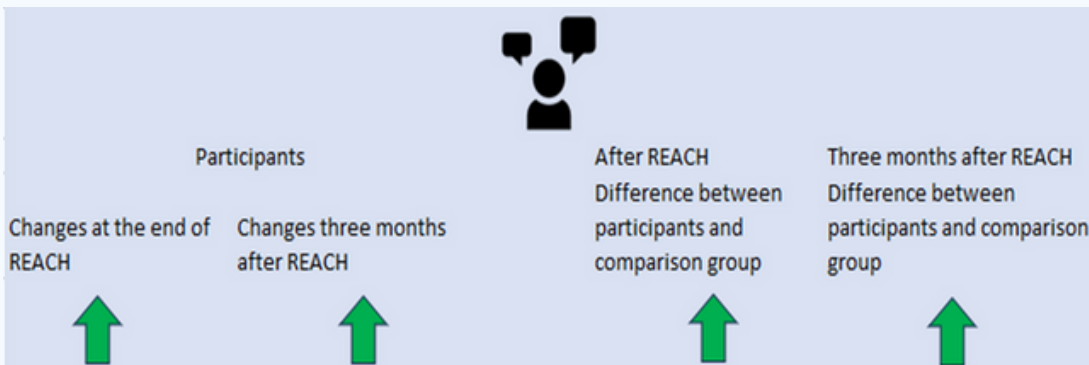 Participants
Changes at the end of
REACH
Changes three months
after REACH
After REACH
Difference between
participants and
comparison group
Three months after REACH
Difference between
participants and comparison
group